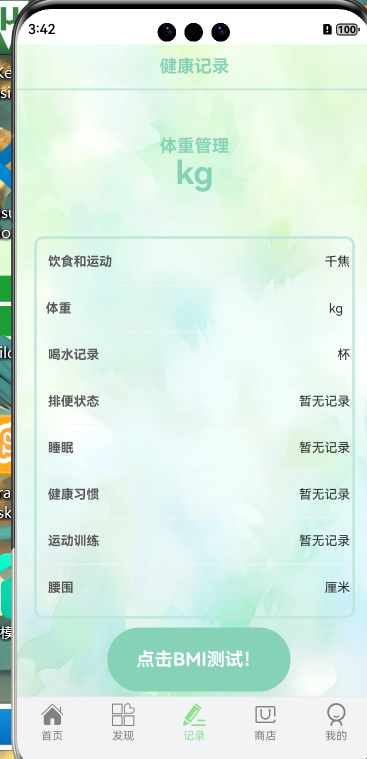 3:42
100
健康记录
体重管理
kg
饮食和运动 千焦
体重 kg
喝水记录 杯
排便状态 暂无记录
睡眠 暂无记录
健康习惯 暂无记录
运动训练 暂无记录
腰围 厘米
点击BMI测试！
首页 发现 记录 商店 我的